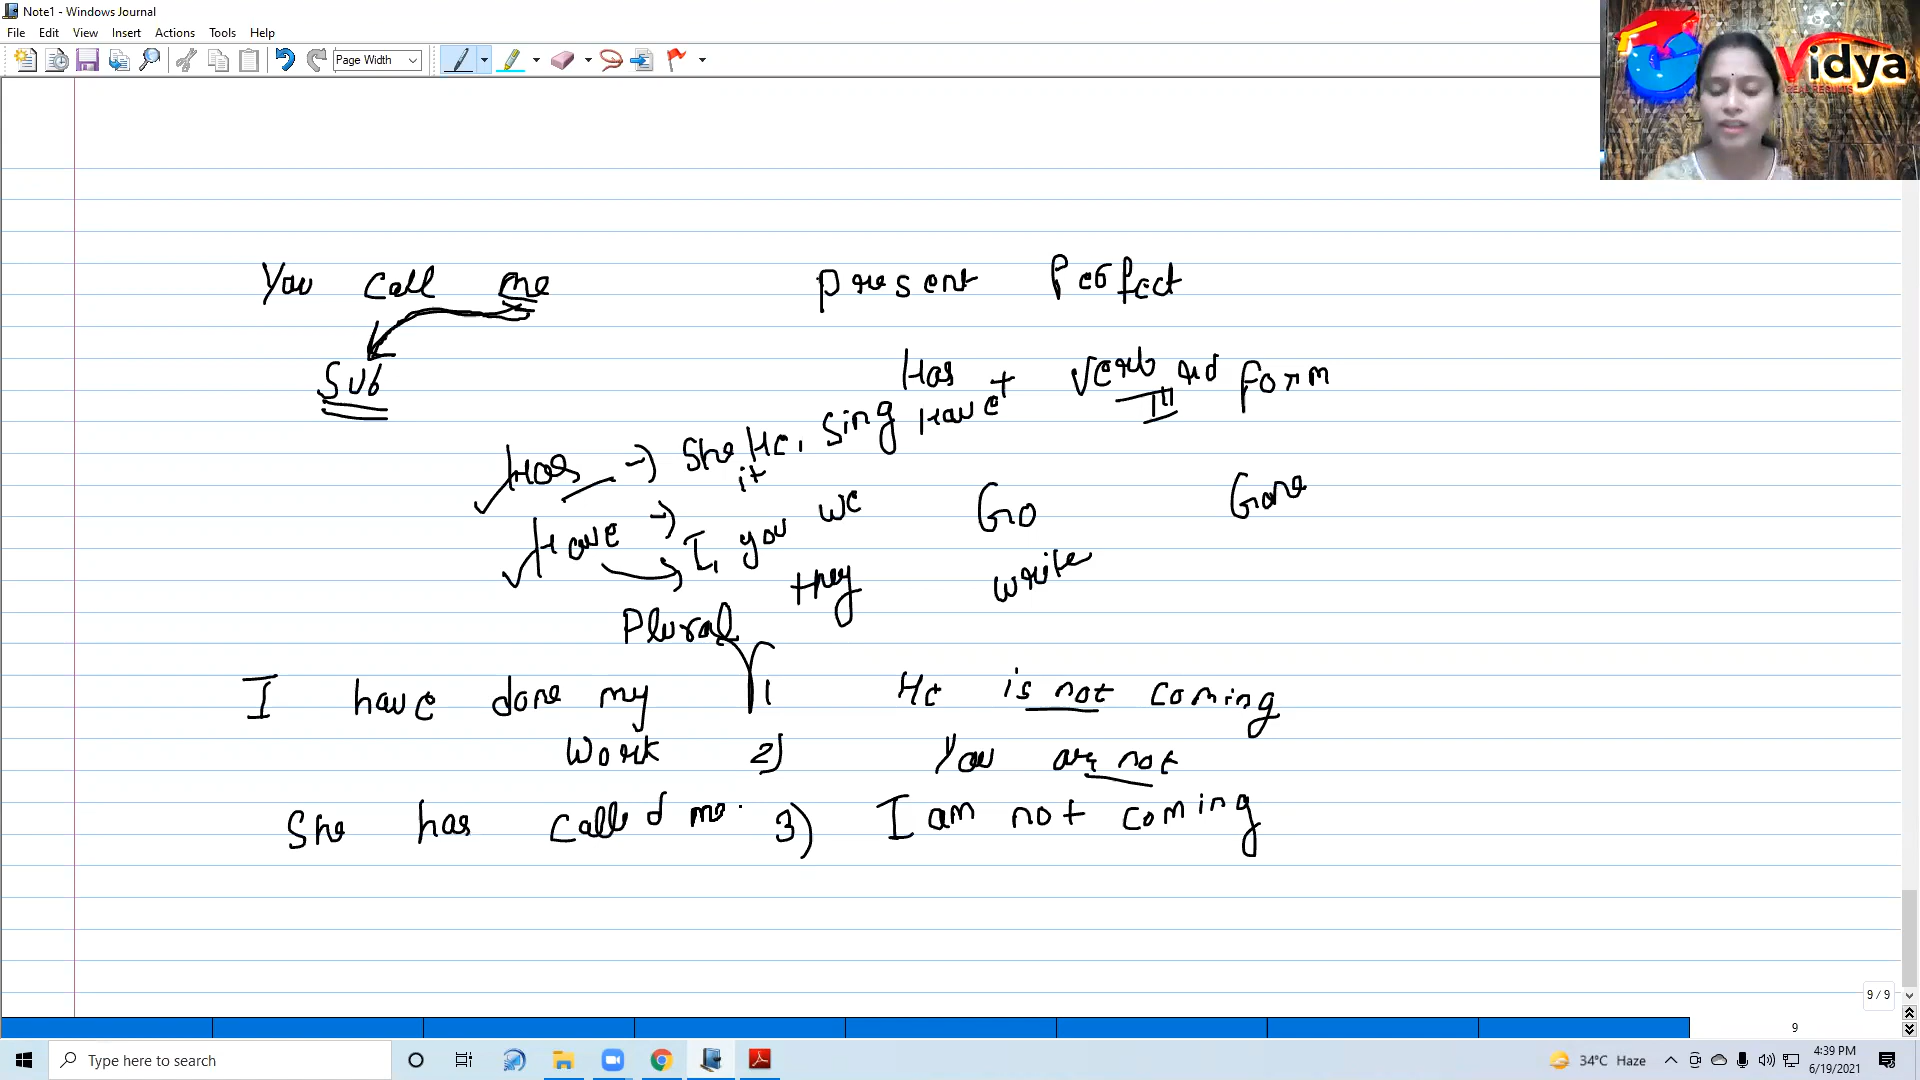 Note1 - Windows Journal
File Edit View Insert Actions Tools Help
Page Width
Vidya
REAL RESULTS
You call me
Present Perfect
Sub
Has + Verb IIIrd form
Have
Has → She He, Sing
it
Have → I, you we
they
Plural
Go Gone
write
I have done my
work
She has called me.
1 He is not coming
2) You are not
3) I am not coming
9 / 9
9
Type here to search
34°C Haze
4:39 PM
6/19/2021